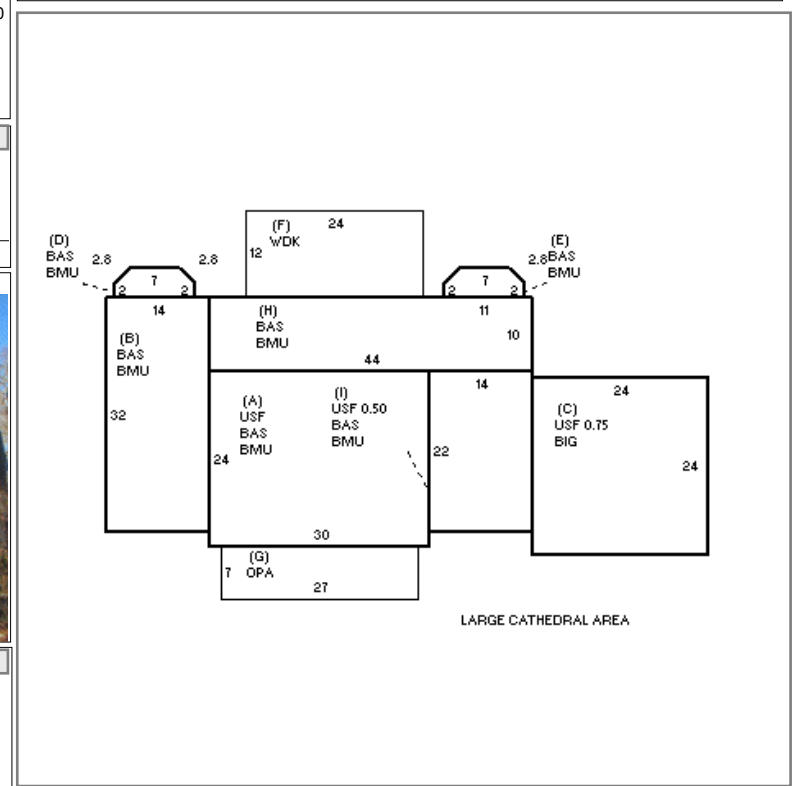 (F)
WDK
24
12
(D)
BAS
BMU
2.8
2.8
7
2
2
(E)
BAS
BMU
2.8
7
2
2
14
(B)
BAS
BMU
32
(H)
BAS
BMU
11
10
44
(A)
USF
BAS
BMU
24
(I)
USF 0.50
BAS
BMU
30
14
22
24
(C)
USF 0.75
BIG
24
(G)
OPA
7
27
LARGE CATHEDRAL AREA